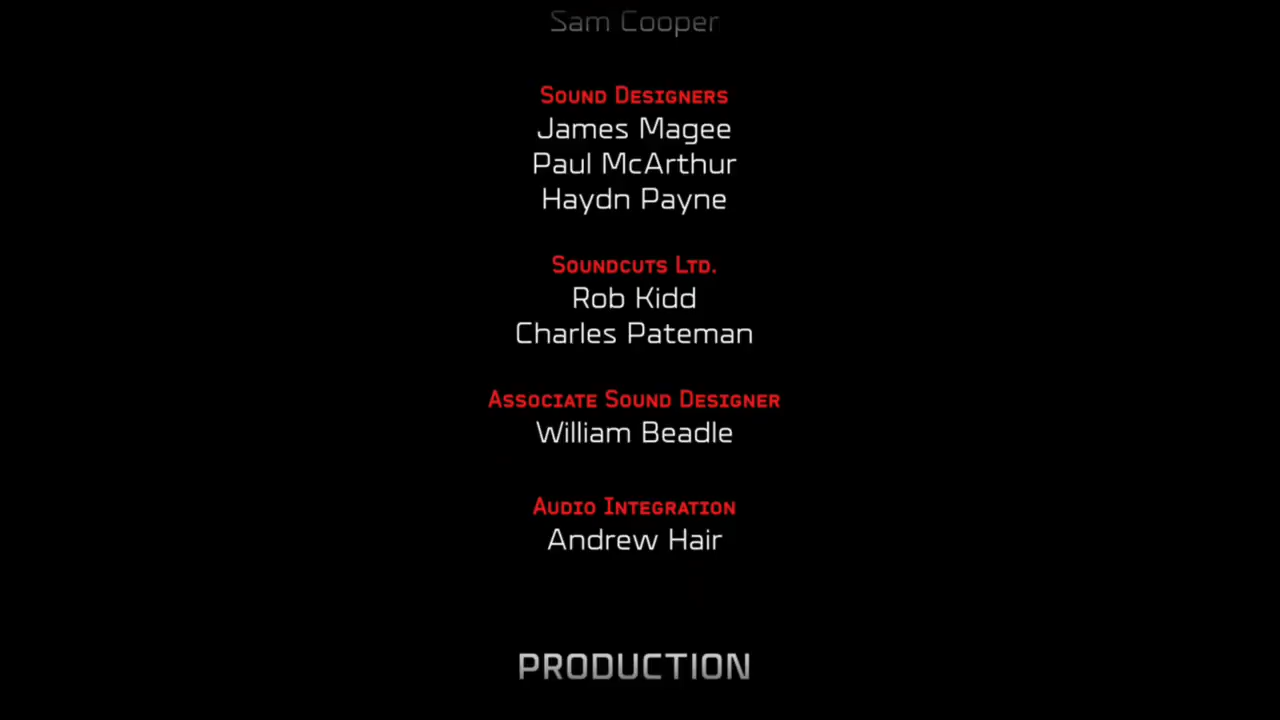 Sam Cooper
Sound Designers
James Magee
Paul McArthur
Haydn Payne
Soundcuts Ltd.
Rob Kidd
Charles Pateman
Associate Sound Designer
William Beadle
Audio Integration
Andrew Hair
PRODUCTION